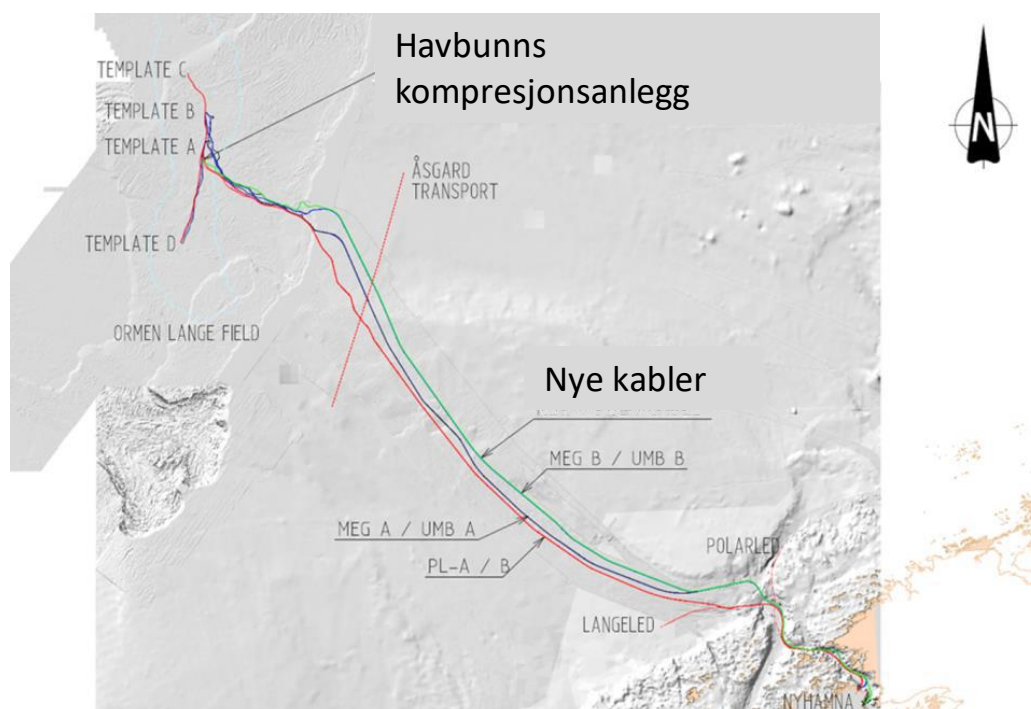 Havbunns
kompresjonsanlegg
TEMPLATE C
TEMPLATE B
TEMPLATE A
TEMPLATE D
ÅSGARD
TRANSPORT
ORMEN LANGE FIELD
Nye kabler
MEG B / UMB B
MEG A / UMB A
PL-A / B
POLARLED
LANGELED
NYHAMNA
N